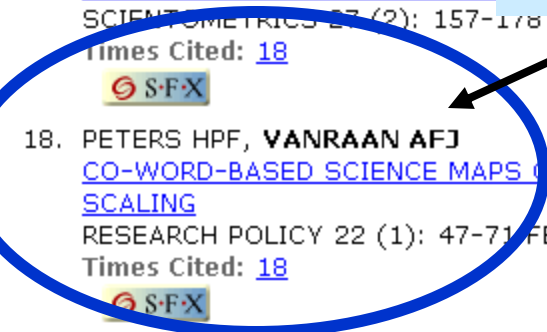 SCIENTOMETRICS 27 (2): 157-178
Times Cited: 18
S·F·X
18. PETERS HPF, VANRAAN AFJ
CO-WORD-BASED SCIENCE MAPS
SCALING
RESEARCH POLICY 22 (1): 47-71
Times Cited: 18
S·F·X